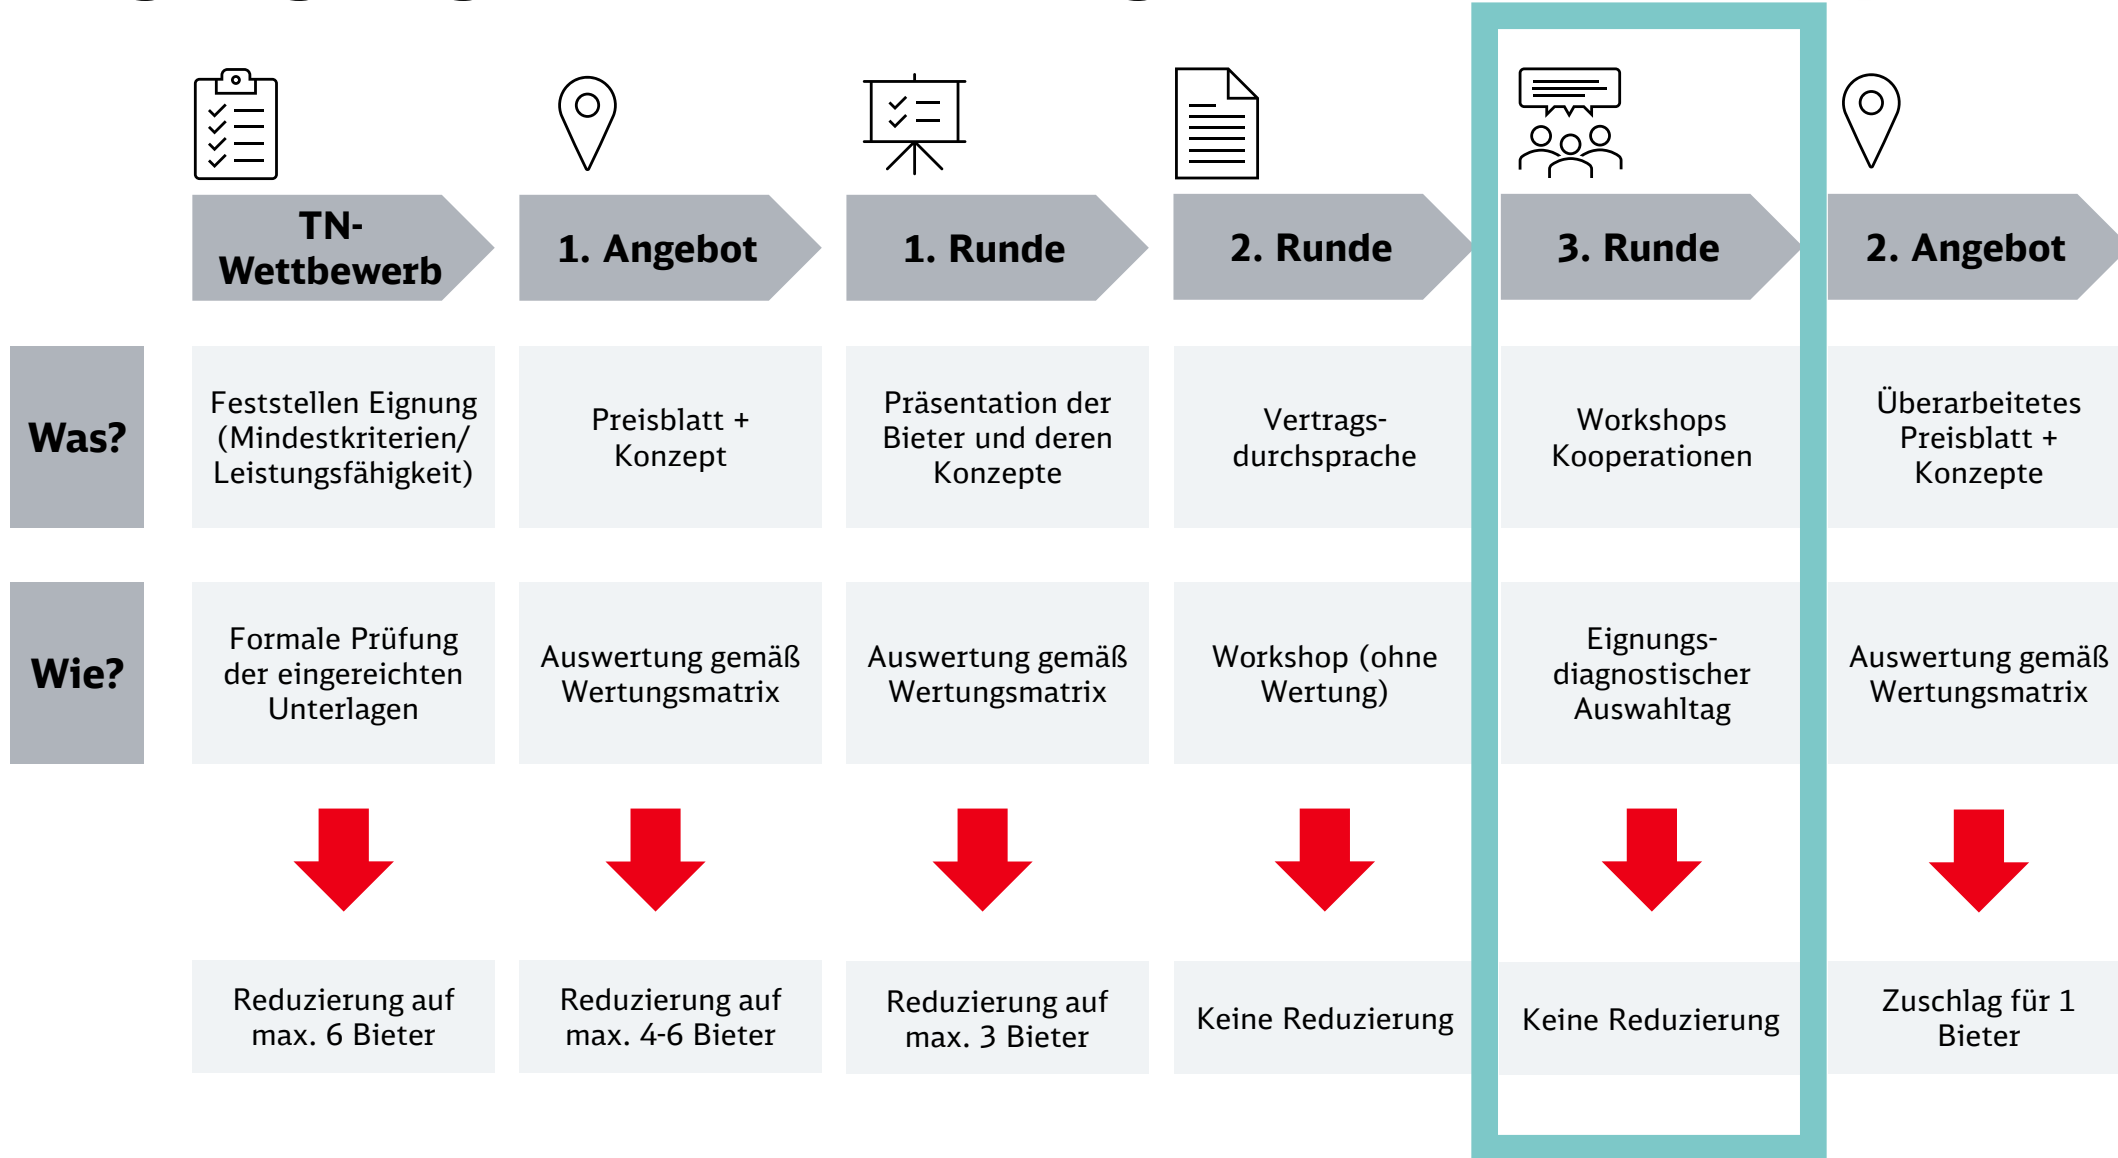 TN-
Wettbewerb
1. Angebot
1. Runde
2. Runde
3. Runde
2. Angebot
Was?
Feststellen Eignung
(Mindestkriterien/
Leistungsfähigkeit)
Preisblatt +
Konzept
Präsentation der
Bieter und deren
Konzepte
Vertrags-
durchsprache
Workshops
Kooperationen
Überarbeitetes
Preisblatt +
Konzepte
Wie?
Formale Prüfung
der eingereichten
Unterlagen
Auswertung gemäß
Wertungsmatrix
Auswertung gemäß
Wertungsmatrix
Workshop (ohne
Wertung)
Eignungs-
diagnostischer
Auswahltag
Auswertung gemäß
Wertungsmatrix
Reduzierung auf
max. 6 Bieter
Reduzierung auf
max. 4-6 Bieter
Reduzierung auf
max. 3 Bieter
Keine Reduzierung
Keine Reduzierung
Zuschlag für 1
Bieter